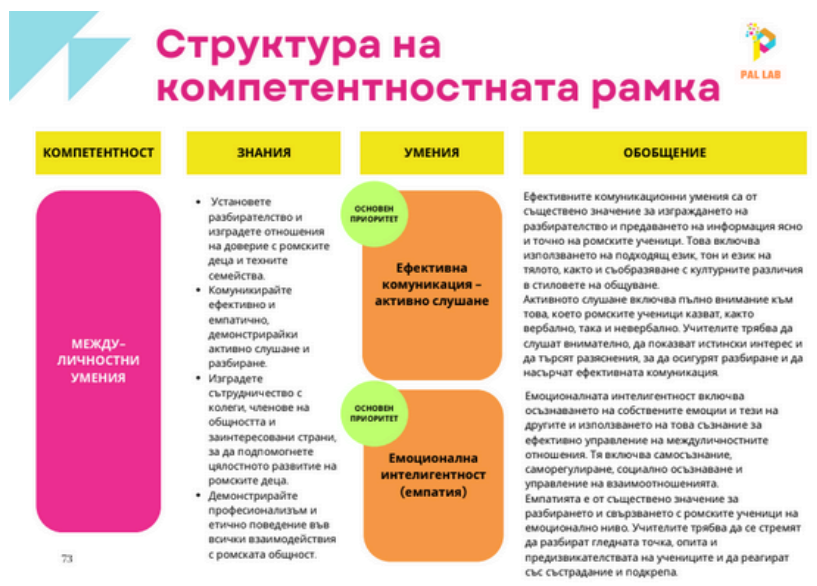 Структура на
компетентностната рамка
PAL LAB
КОМПЕТЕНТНОСТ
ЗНАНИЯ
УМЕНИЯ
ОБОБЩЕНИЕ
МЕЖДУ–
ЛИЧНОСТНИ
УМЕНИЯ
• Установете
разбирателство и
изградете отношения
на доверие с ромските
деца и техните
семейства.
• Комуникирайте
ефективно и
емпатично,
демонстрирайки
активно слушане и
разбиране.
• Изградете
сътрудничество с
колеги, членове на
общността и
заинтересовани страни,
за да подпомогнете
цялостното развитие на
ромските деца.
• Демонстрирайте
професионализъм и
етично поведение във
всички взаимодействия
с ромската общност.
ОСНОВЕН
ПРИОРИТЕТ
Ефективна
комуникация –
активно слушане
ОСНОВЕН
ПРИОРИТЕТ
Емоционална
интелигентност
(емпатия)
Ефективните комуникационни умения са от
съществено значение за изграждането на
разбирателство и предаването на информация ясно
и точно на ромските ученици. Това включва
използването на подходящ език, тон и език на
тялото, както и съобразяване с културните различия
в стиловете на общуване.
Активното слушане включва пълно внимание към
това, което ромските ученици казват, както
вербално, така и невербално. Учителите трябва да
слушат внимателно, да показват истински интерес и
да търсят разяснения, за да осигурят разбиране и да
насърчат ефективната комуникация.
Емоционалната интелигентност включва
осъзнаването на собствените емоции и тези на
другите и използването на това съзнание за
ефективно управление на междуличностните
отношения. Тя включва самосъзнание,
саморегулиране, социално осъзнаване и
управление на взаимоотношенията.
Емпатията е от съществено значение за
разбирането и свързването с ромските ученици на
емоционално ниво. Учителите трябва да се стремят
да разбират гледната точка, опита и
предизвикателствата на учениците и да реагират
със състрадание и подкрепа.
73